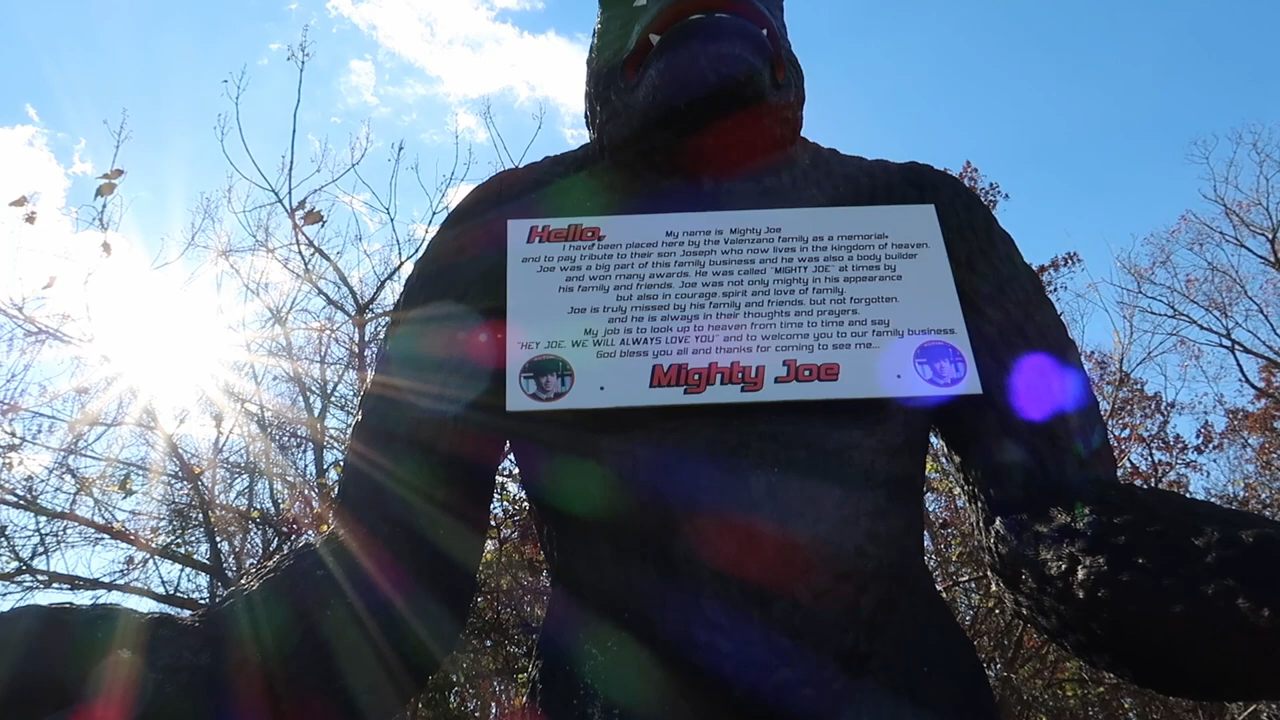 Hello, My name is Mighty Joe
I have been placed here by the Valenzano family as a memorial,
and to pay tribute to their son Joseph who now lives in the kingdom of heaven.
Joe was a big part of this family business and he was also a body builder
and won many awards. He was called "MIGHTY JOE" at times by
his family and friends. Joe was not only mighty in his appearance
but also in courage, spirit and love of family.
Joe is truly missed by his family and friends, but not forgotten,
and he is always in their thoughts and prayers.
My job is to look up to heaven from time to time and say
"HEY JOE, WE WILL ALWAYS LOVE YOU" and to welcome you to our family business.
God bless you all and thanks for coming to see me...
Mighty Joe